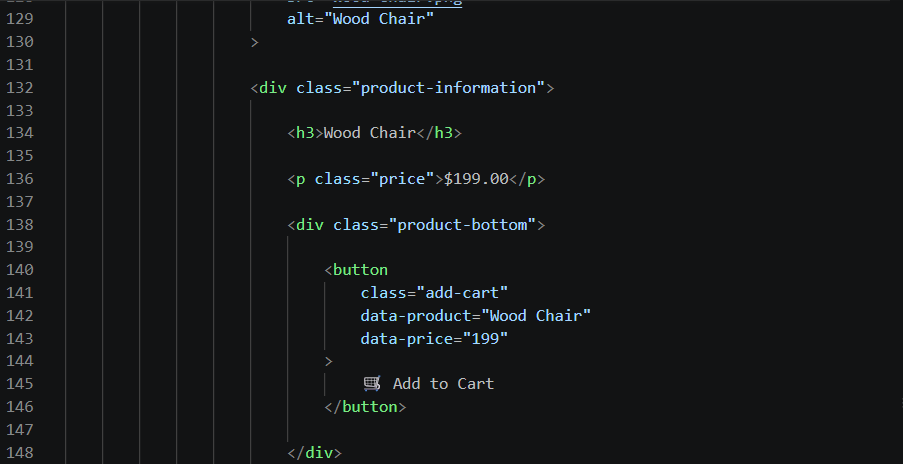 129 alt="Wood Chair"
130 >
131
132 <div class="product-information">
133
134 <h3>Wood Chair</h3>
135
136 <p class="price">$199.00</p>
137
138 <div class="product-bottom">
139
140 <button
141 class="add-cart"
142 data-product="Wood Chair"
143 data-price="199"
144 >
145 🛒 Add to Cart
146 </button>
147
148 </div>